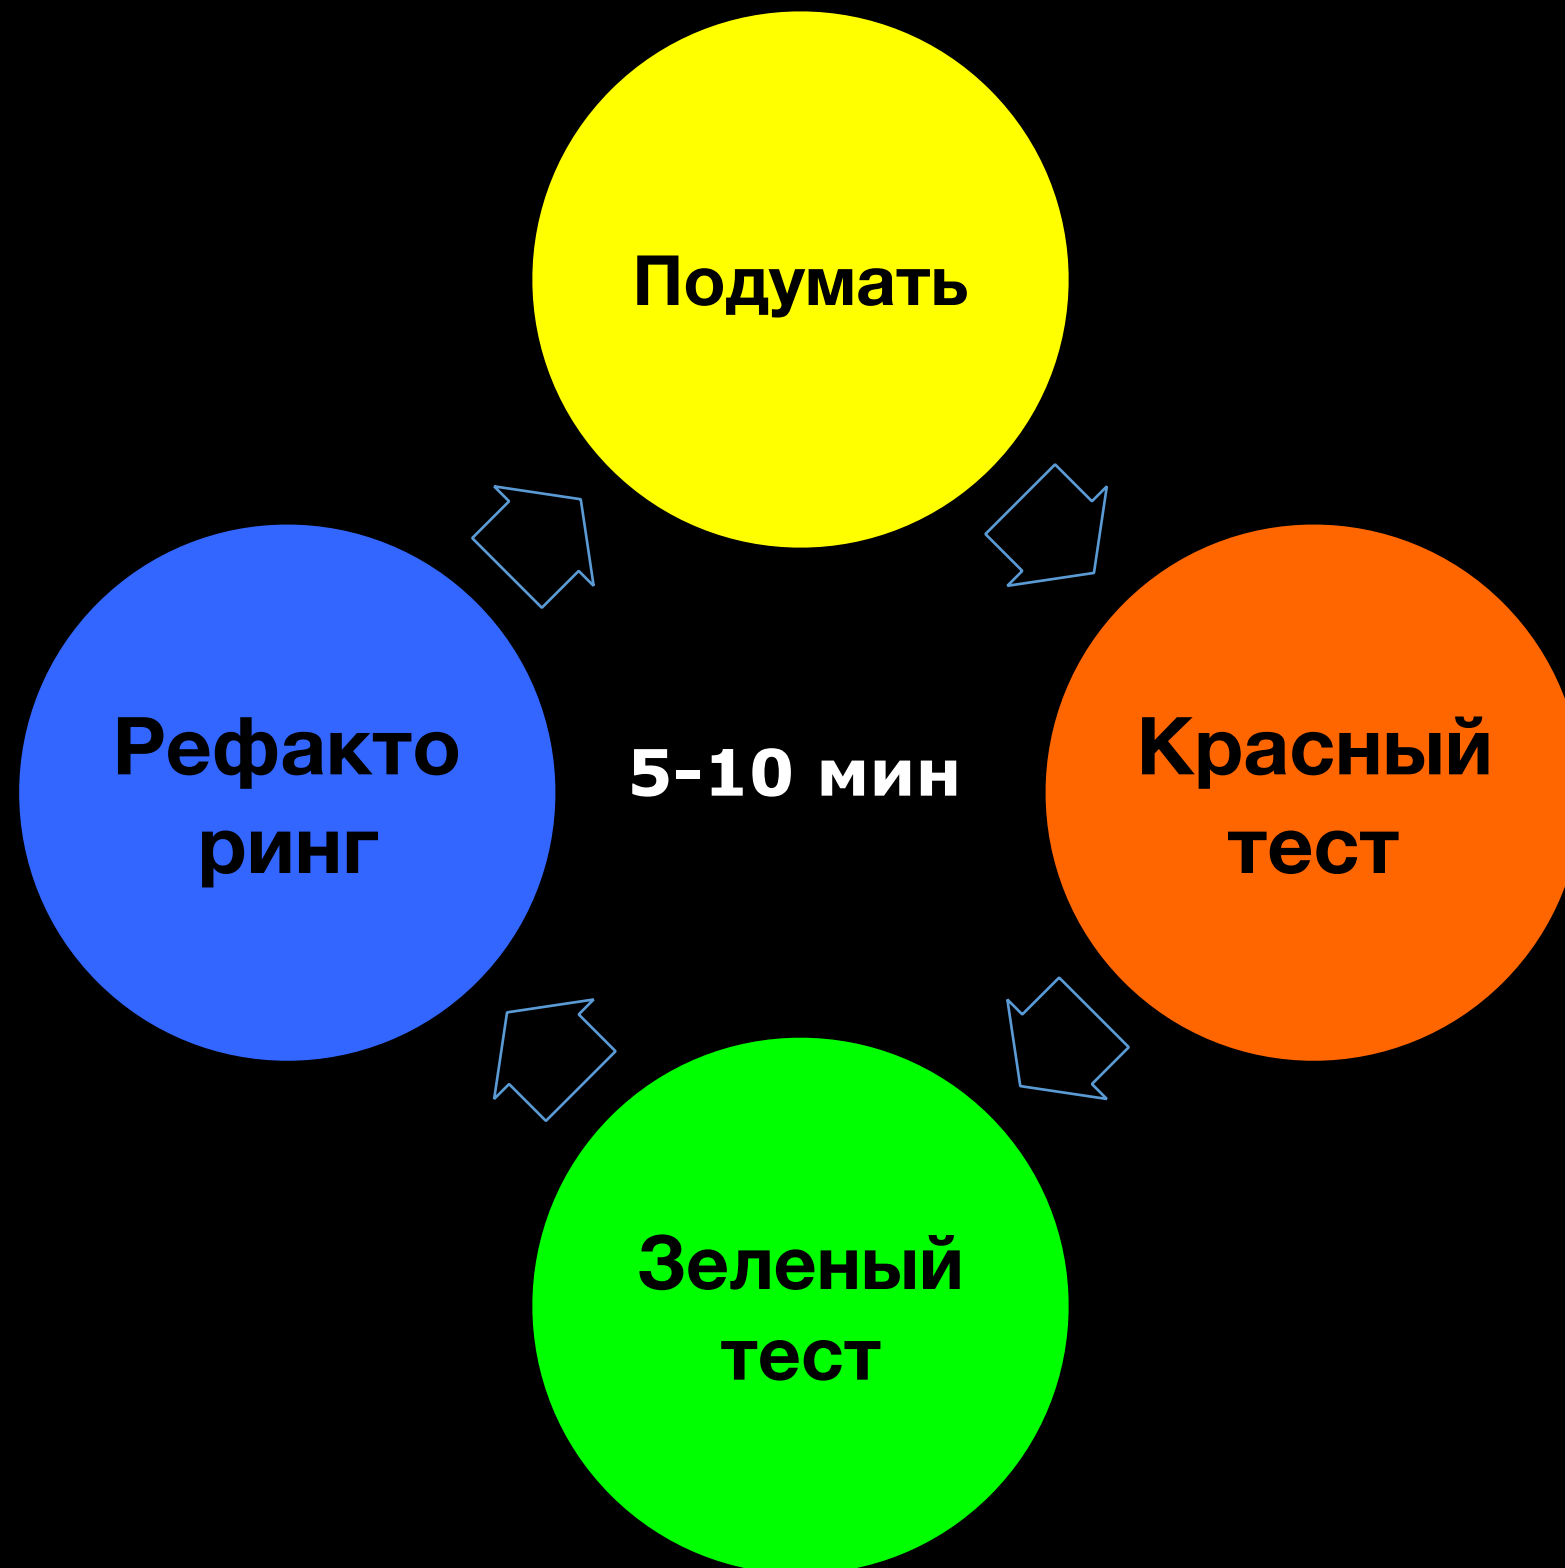 Подумать
Рефакто
ринг
5-10 мин
Красный
тест
Зеленый
тест